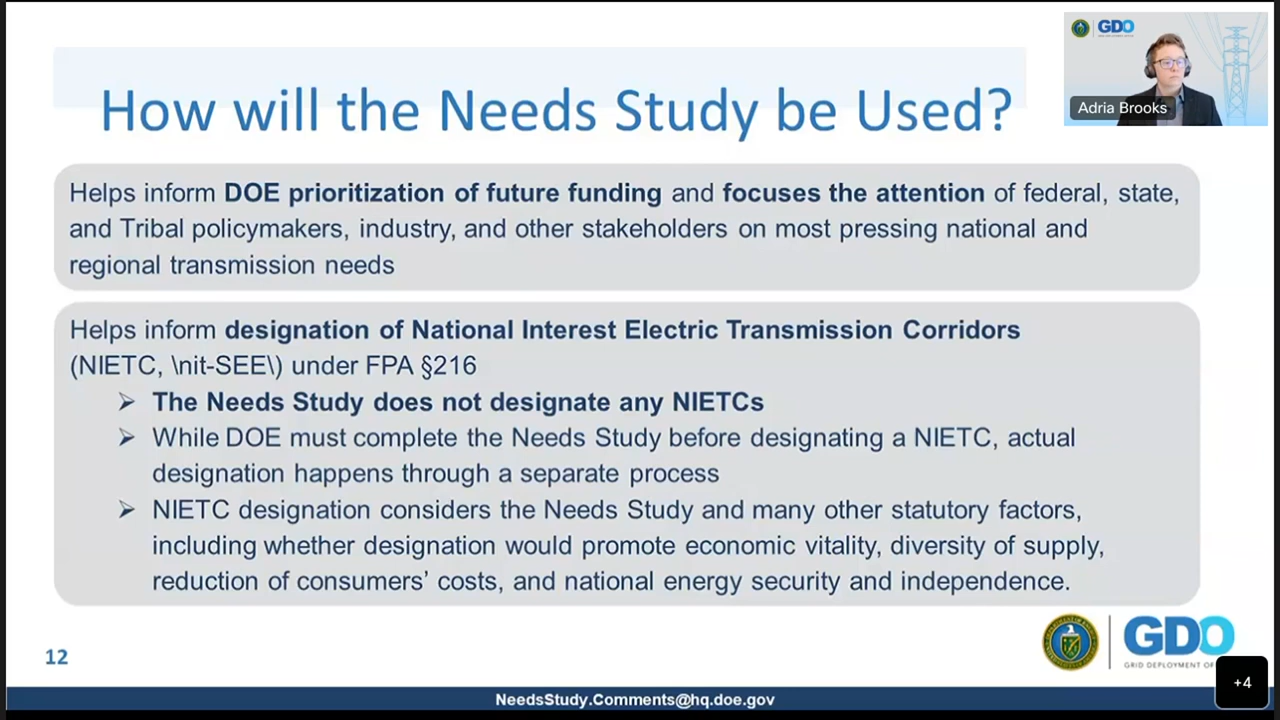 GDO
Adria Brooks
How will the Needs Study be Used?
Helps inform DOE prioritization of future funding and focuses the attention of federal, state,
and Tribal policymakers, industry, and other stakeholders on most pressing national and
regional transmission needs
Helps inform designation of National Interest Electric Transmission Corridors
(NIETC, \nit-SEE\) under FPA §216
➢ The Needs Study does not designate any NIETCs
➢ While DOE must complete the Needs Study before designating a NIETC, actual
designation happens through a separate process
➢ NIETC designation considers the Needs Study and many other statutory factors,
including whether designation would promote economic vitality, diversity of supply,
reduction of consumers’ costs, and national energy security and independence.
GDO
GRID DEPLOYMENT
12
+4
NeedsStudy.Comments@hq.doe.gov